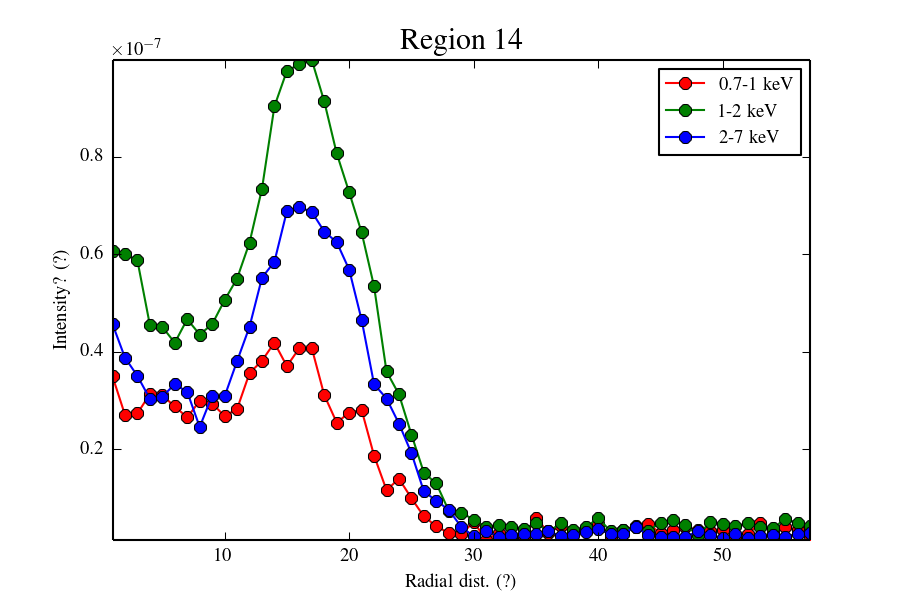 Region 14
×10⁻⁷
0.7-1 keV
1-2 keV
2-7 keV
0.8
0.6
0.4
0.2
Intensity? (?)
10 20 30 40 50
Radial dist. (?)